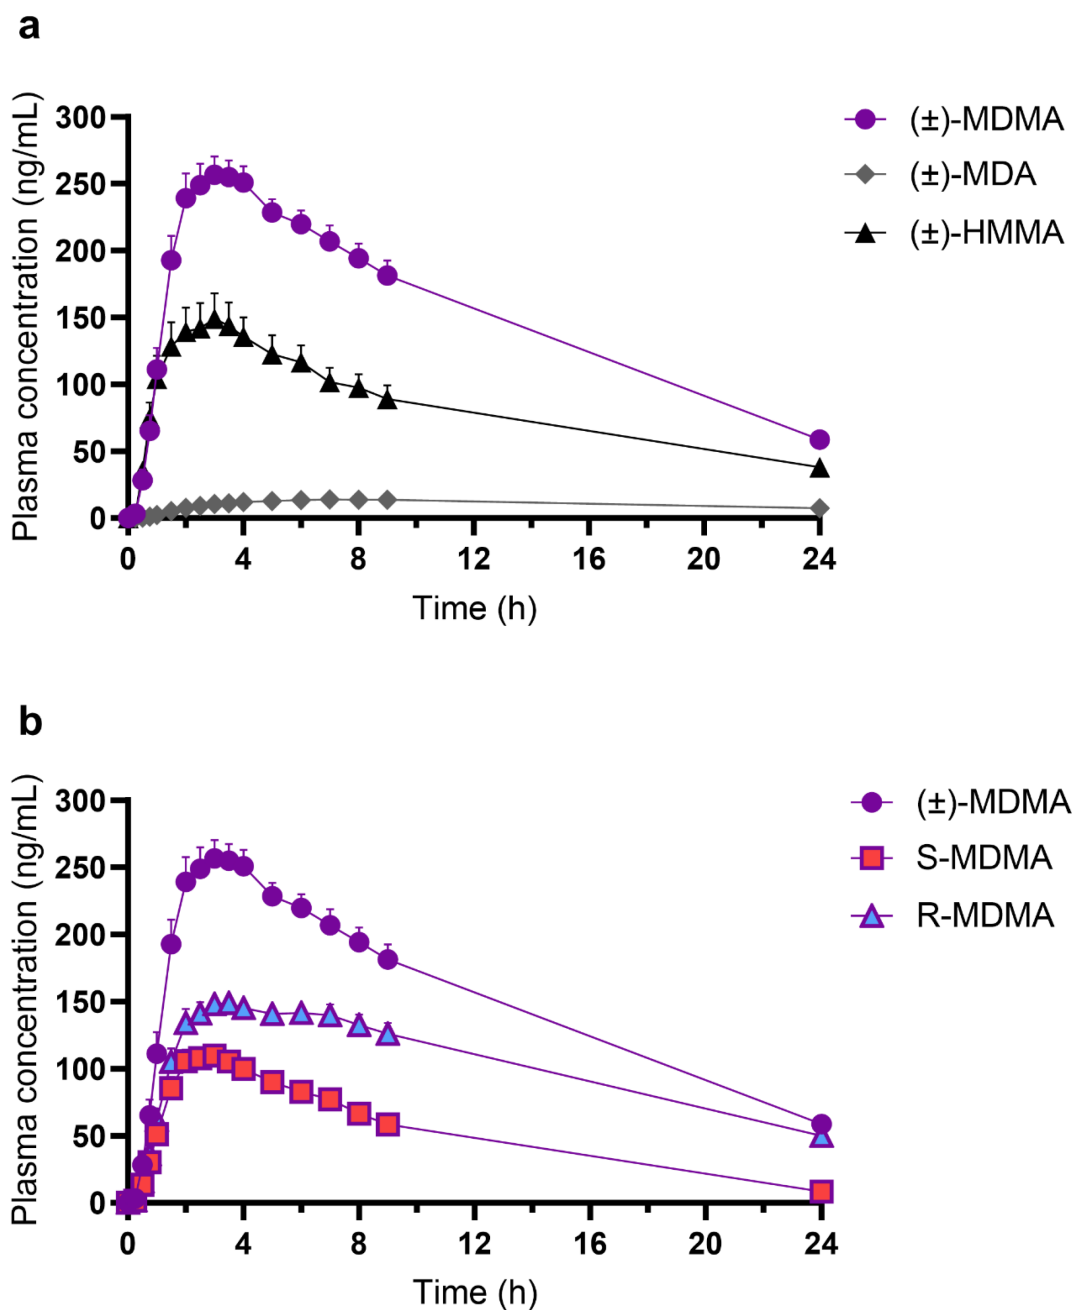 a
Plasma concentration (ng/mL)
300
250
200
150
100
50
0
0 4 8 12 16 20 24
Time (h)
(±)-MDMA
(±)-MDA
(±)-HMMA
b
Plasma concentration (ng/mL)
300
250
200
150
100
50
0
0 4 8 12 16 20 24
Time (h)
(±)-MDMA
S-MDMA
R-MDMA